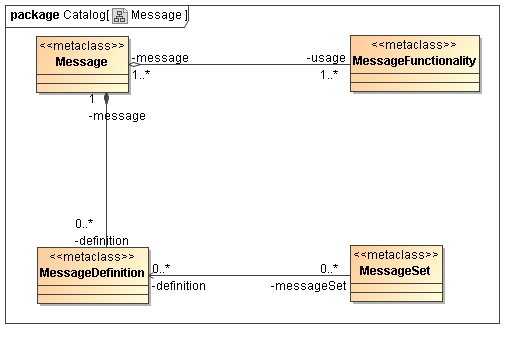 package Catalog[ Message ]
<<metaclass>>
Message
-message
1..*
-usage
1..*
<<metaclass>>
MessageFunctionality
1
-message
0..*
-definition
<<metaclass>>
MessageDefinition
0..*
-definition
0..*
-messageSet
<<metaclass>>
MessageSet